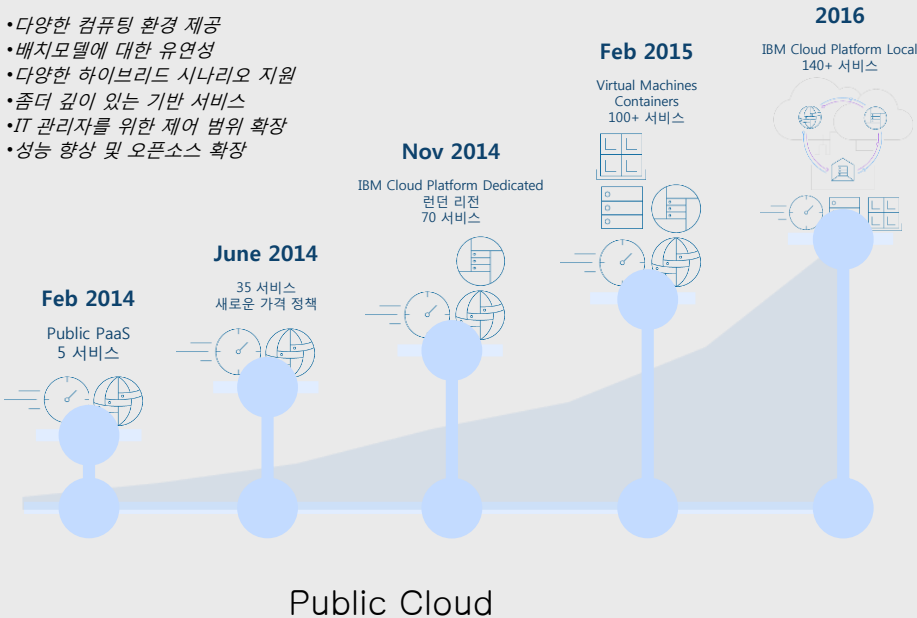 •다양한 컴퓨팅 환경 제공
•배치모델에 대한 유연성
•다양한 하이브리드 시나리오 지원
•좀더 깊이 있는 기반 서비스
•IT 관리자를 위한 제어 범위 확장
•성능 향상 및 오픈소스 확장
Feb 2014
Public PaaS
5 서비스
June 2014
35 서비스
새로운 가격 정책
Nov 2014
IBM Cloud Platform Dedicated
런던 리전
70 서비스
Feb 2015
Virtual Machines
Containers
100+ 서비스
2016
IBM Cloud Platform Local
140+ 서비스
Public Cloud